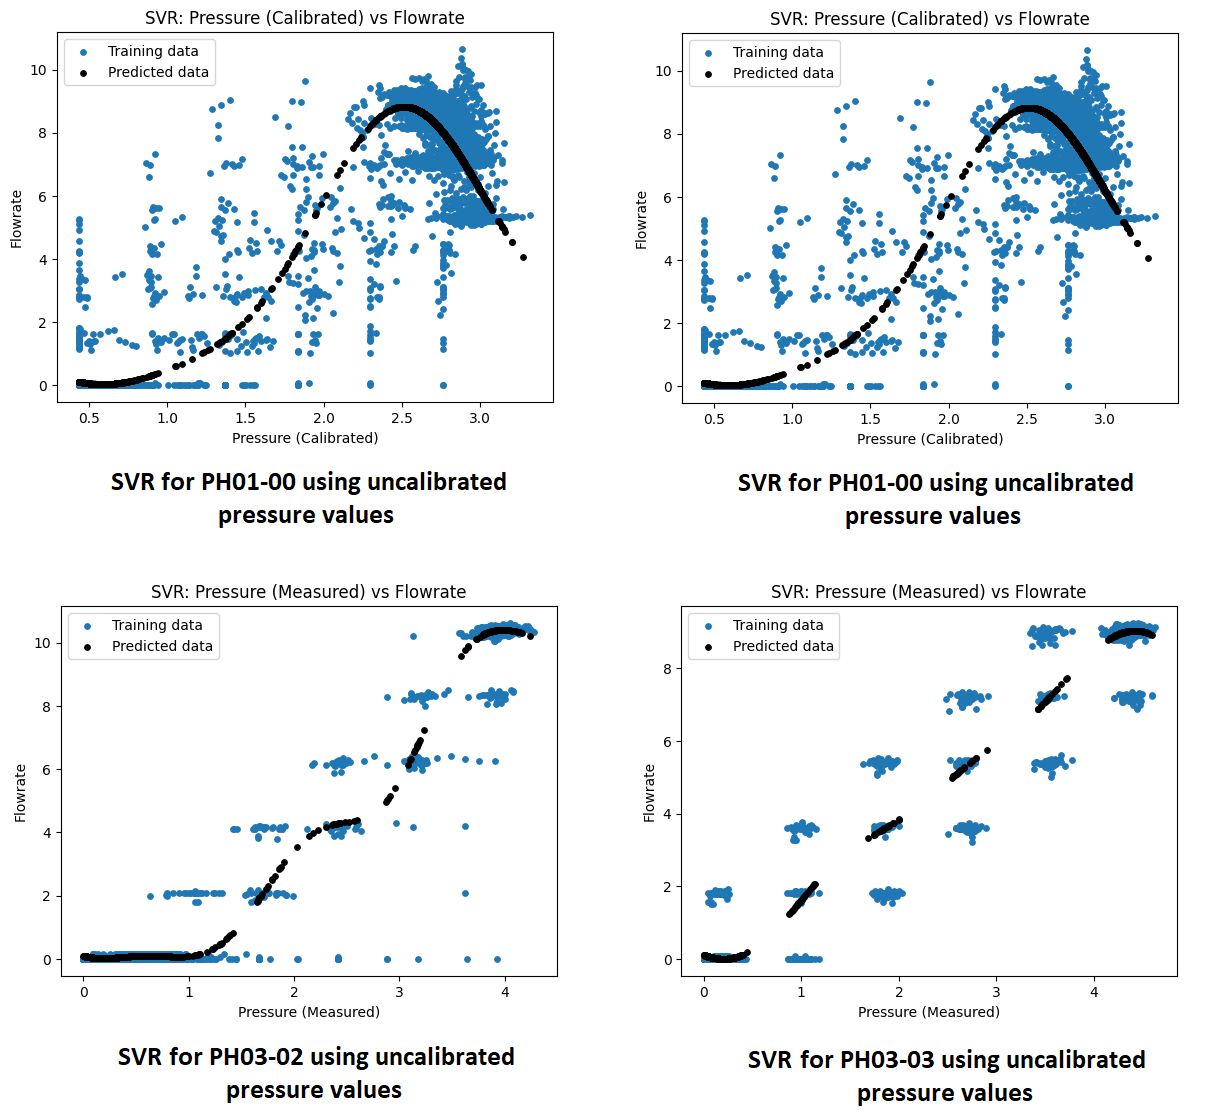 SVR: Pressure (Calibrated) vs Flowrate
Training data
Predicted data
10
8
6
4
2
0
Flowrate
0.5 1.0 1.5 2.0 2.5 3.0
Pressure (Calibrated)
SVR for PH01-00 using uncalibrated
pressure values
SVR: Pressure (Calibrated) vs Flowrate
Training data
Predicted data
10
8
6
4
2
0
Flowrate
0.5 1.0 1.5 2.0 2.5 3.0
Pressure (Calibrated)
SVR for PH01-00 using uncalibrated
pressure values
SVR: Pressure (Measured) vs Flowrate
Training data
Predicted data
10
8
6
4
2
0
Flowrate
0 1 2 3 4
Pressure (Measured)
SVR for PH03-02 using uncalibrated
pressure values
SVR: Pressure (Measured) vs Flowrate
Training data
Predicted data
8
6
4
2
0
Flowrate
0 1 2 3 4
Pressure (Measured)
SVR for PH03-03 using uncalibrated
pressure values